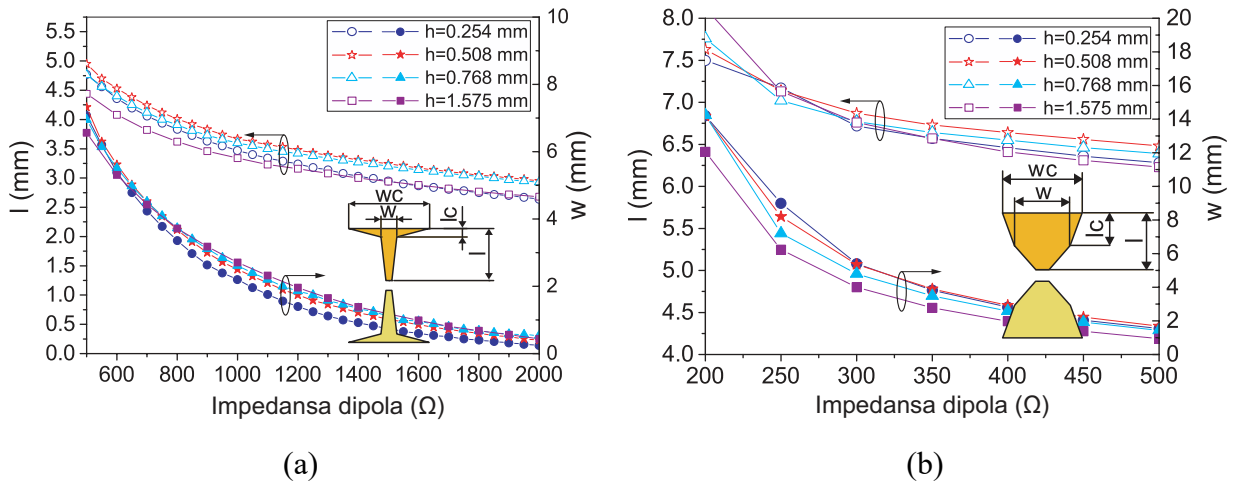 5.5
5.0
4.5
4.0
3.5
3.0
2.5
2.0
1.5
1.0
0.5
0.0
l (mm)
600 800 1000 1200 1400 1600 1800 2000
Impedansa dipola (Ω)
10
8
6
4
2
0
w (mm)
h=0.254 mm
h=0.508 mm
h=0.768 mm
h=1.575 mm
wc
w
lc
l
(a)
8.0
7.5
7.0
6.5
6.0
5.5
5.0
4.5
4.0
l (mm)
200 250 300 350 400 450 500
Impedansa dipola (Ω)
20
18
16
14
12
10
8
6
4
2
0
w (mm)
h=0.254 mm
h=0.508 mm
h=0.768 mm
h=1.575 mm
wc
w
lc
l
(b)